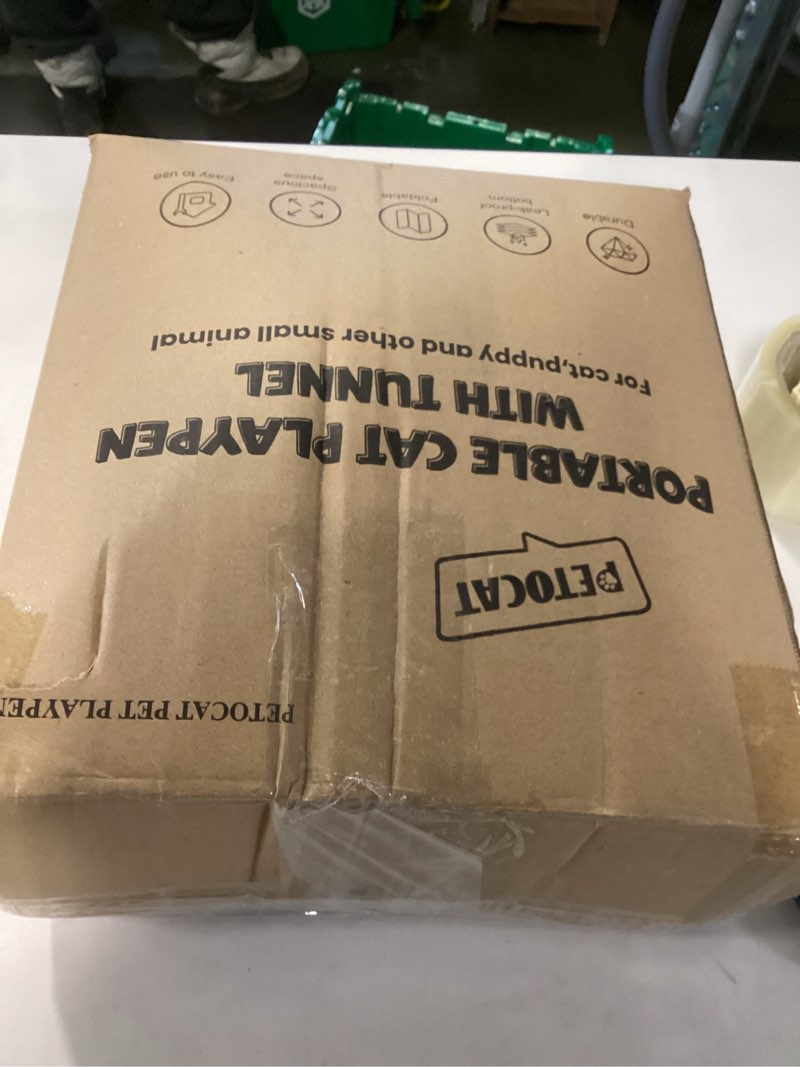 PETOCAT PET PLAYPEN
PETOCAT
PORTABLE CAT PLAYPEN
WITH TUNNEL
For cat,puppy and other small animal
Durable
Leak-proof
bottom
Foldable
Spacious
space
Easy to use